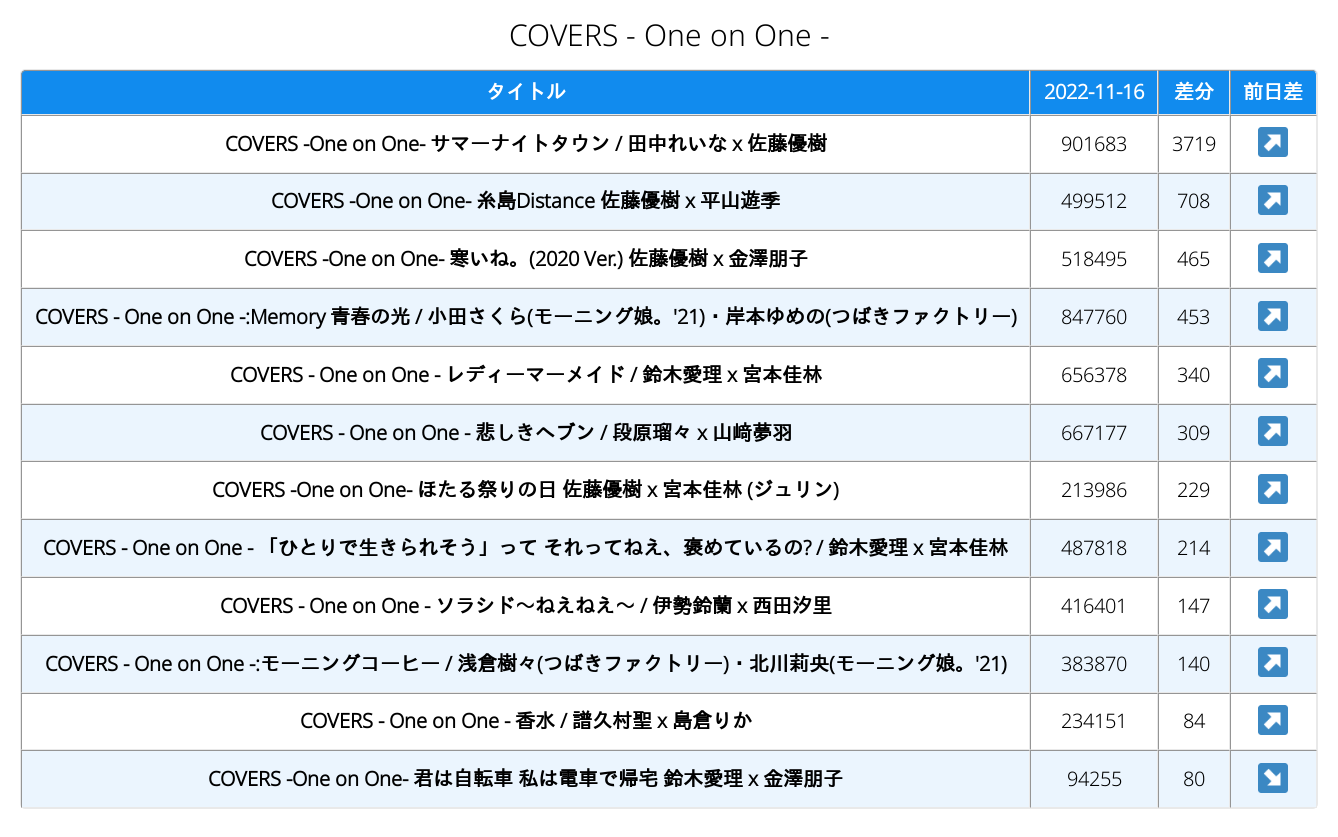 COVERS - One on One -
タイトル 2022-11-16 差分 前日差
COVERS -One on One- サマーナイトタウン / 田中れいな x 佐藤優樹 901683 3719
COVERS -One on One- 糸島Distance 佐藤優樹 x 平山遊季 499512 708
COVERS -One on One- 寒いね。(2020 Ver.) 佐藤優樹 x 金澤朋子 518495 465
COVERS - One on One -:Memory 青春の光 / 小田さくら(モーニング娘。'21)・岸本ゆめの(つばきファクトリー) 847760 453
COVERS - One on One - レディーマーメイド / 鈴木愛理 x 宮本佳林 656378 340
COVERS - One on One - 悲しきヘブン / 段原瑠々 x 山﨑夢羽 667177 309
COVERS -One on One- ほたる祭りの日 佐藤優樹 x 宮本佳林 (ジュリン) 213986 229
COVERS - One on One - 「ひとりで生きられそう」って それってねえ、褒めているの? / 鈴木愛理 x 宮本佳林 487818 214
COVERS - One on One - ソラシド〜ねえねえ〜 / 伊勢鈴蘭 x 西田汐里 416401 147
COVERS - One on One -:モーニングコーヒー / 浅倉樹々(つばきファクトリー)・北川莉央(モーニング娘。'21) 383870 140
COVERS - One on One - 香水 / 譜久村聖 x 島倉りか 234151 84
COVERS -One on One- 君は自転車 私は電車で帰宅 鈴木愛理 x 金澤朋子 94255 80